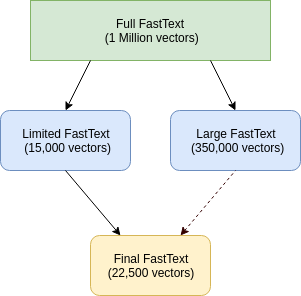 Full FastText
(1 Million vectors)
Limited FastText
(15,000 vectors)
Large FastText
(350,000 vectors)
Final FastText
(22,500 vectors)